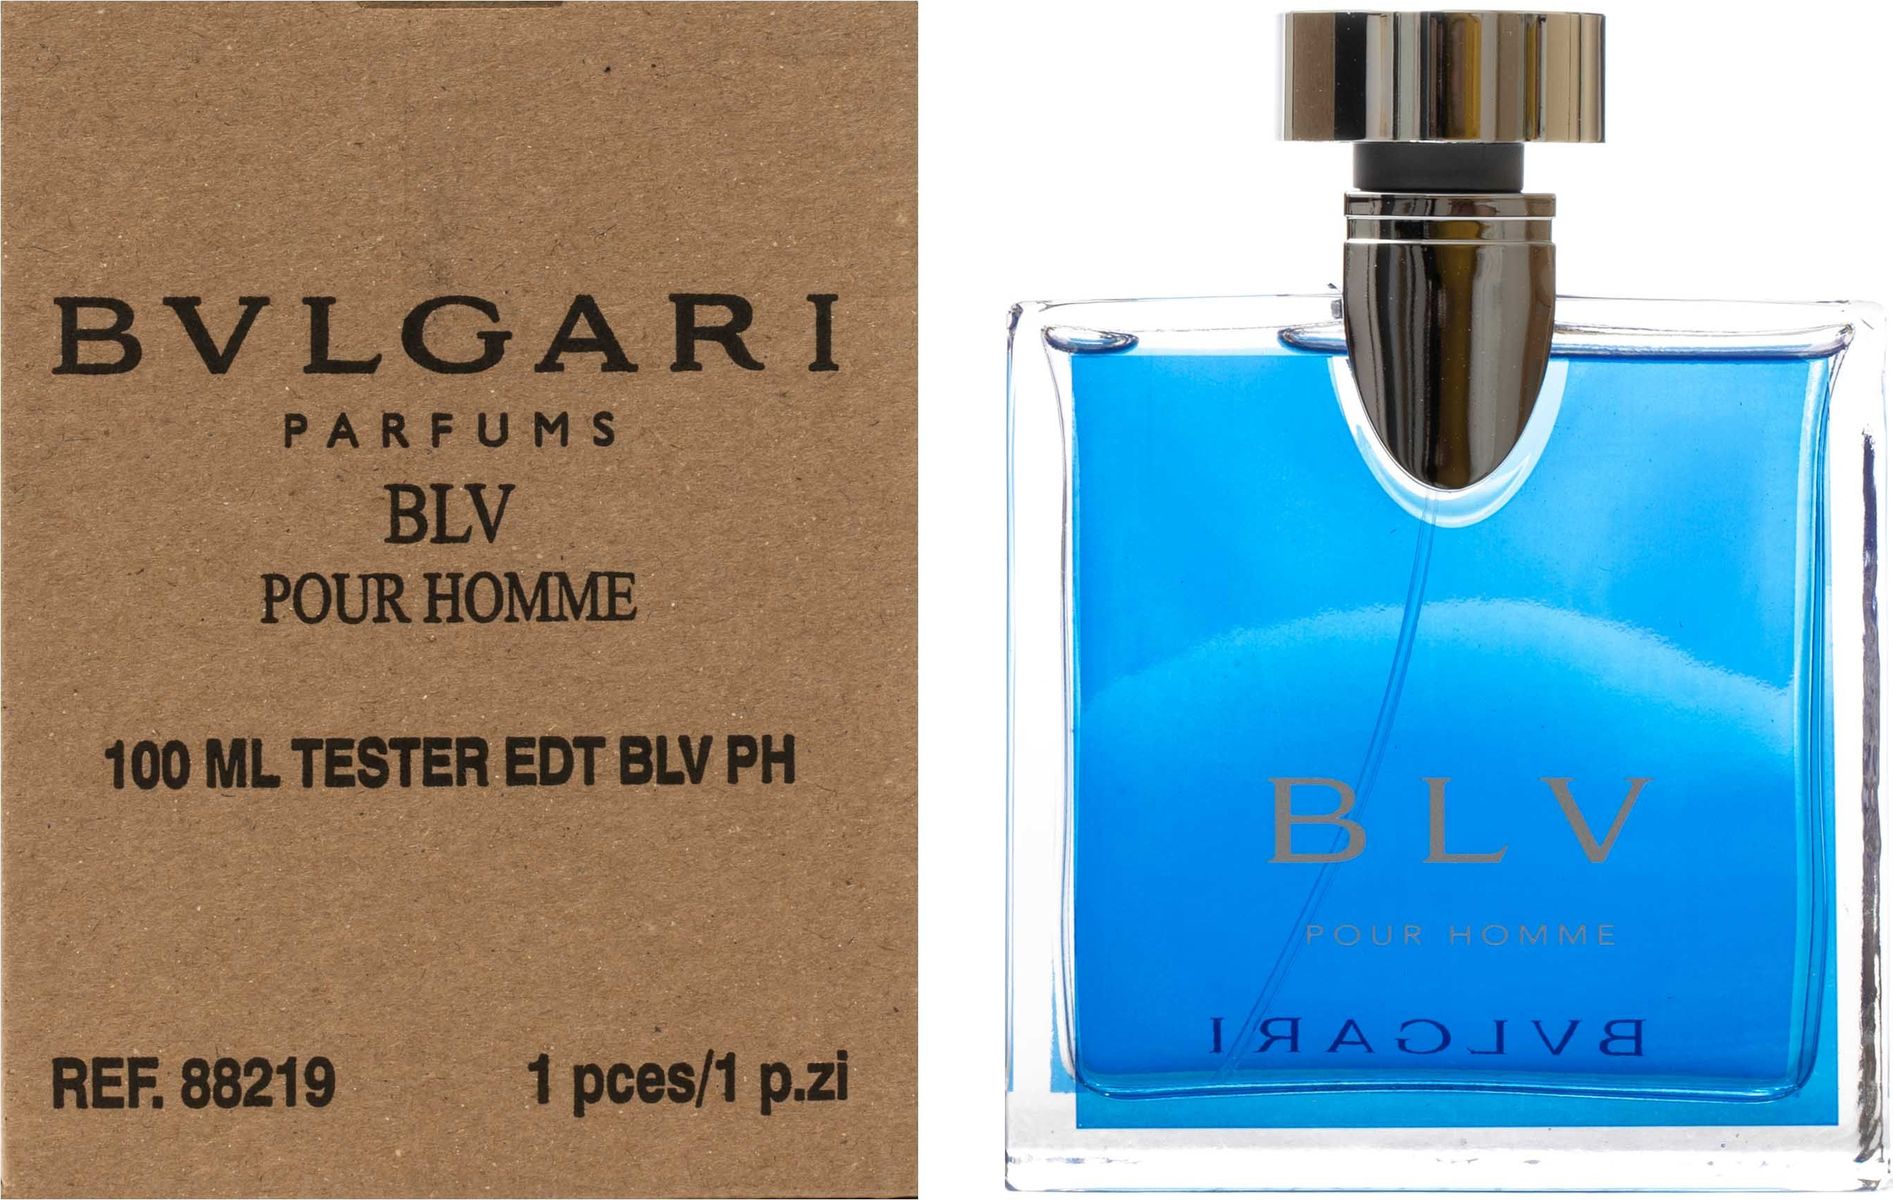 BVLGARI
PARFUMS
BLV
POUR HOMME
100 ML TESTER EDT BLV PH
REF. 88219 1 pces/1 p.zi
BLV
POUR HOMME
BVLGARI